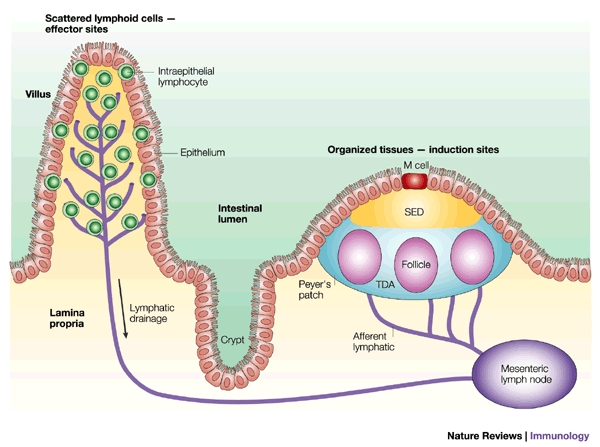 Scattered lymphoid cells —
effector sites
Intraepithelial
lymphocyte
Villus
Epithelium
Organized tissues — induction sites
M cell
SED
Intestinal
lumen
Follicle
TDA
Peyer's
patch
Lymphatic
drainage
Lamina
propria
Afferent
lymphatic
Crypt
Mesenteric
lymph node
Nature Reviews | Immunology